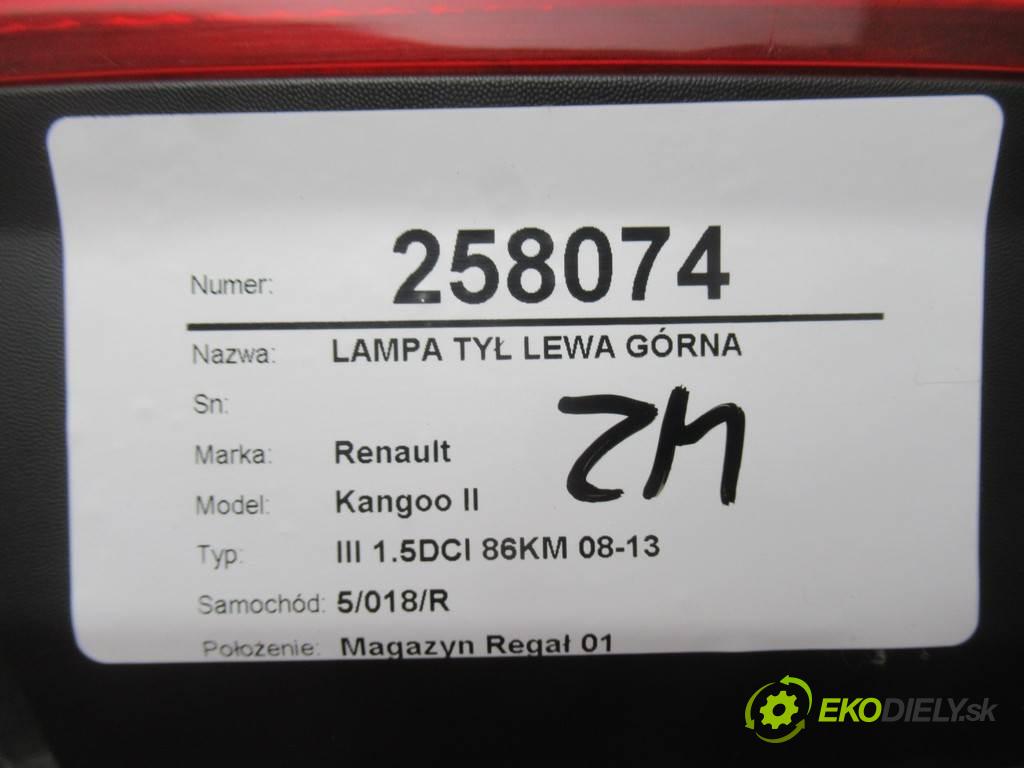 Numer: 258074
Nazwa: LAMPA TYŁ LEWA GÓRNA
Sn:
Marka: Renault
Model: Kangoo II
Typ: III 1.5DCI 86KM 08-13
Samochód: 5/018/R
Położenie: Magazyn Regał 01
EKODIELY.sk